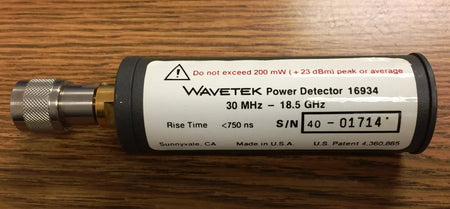 Do not exceed 200 mW (+23 dBm) peak or average
WAVETEK Power Detector 16934
30 MHz - 18.5 GHz
Rise Time <750 ns S/N 40-01714
Sunnyvale, CA Made in U.S.A. U.S. Patent 4,360,865